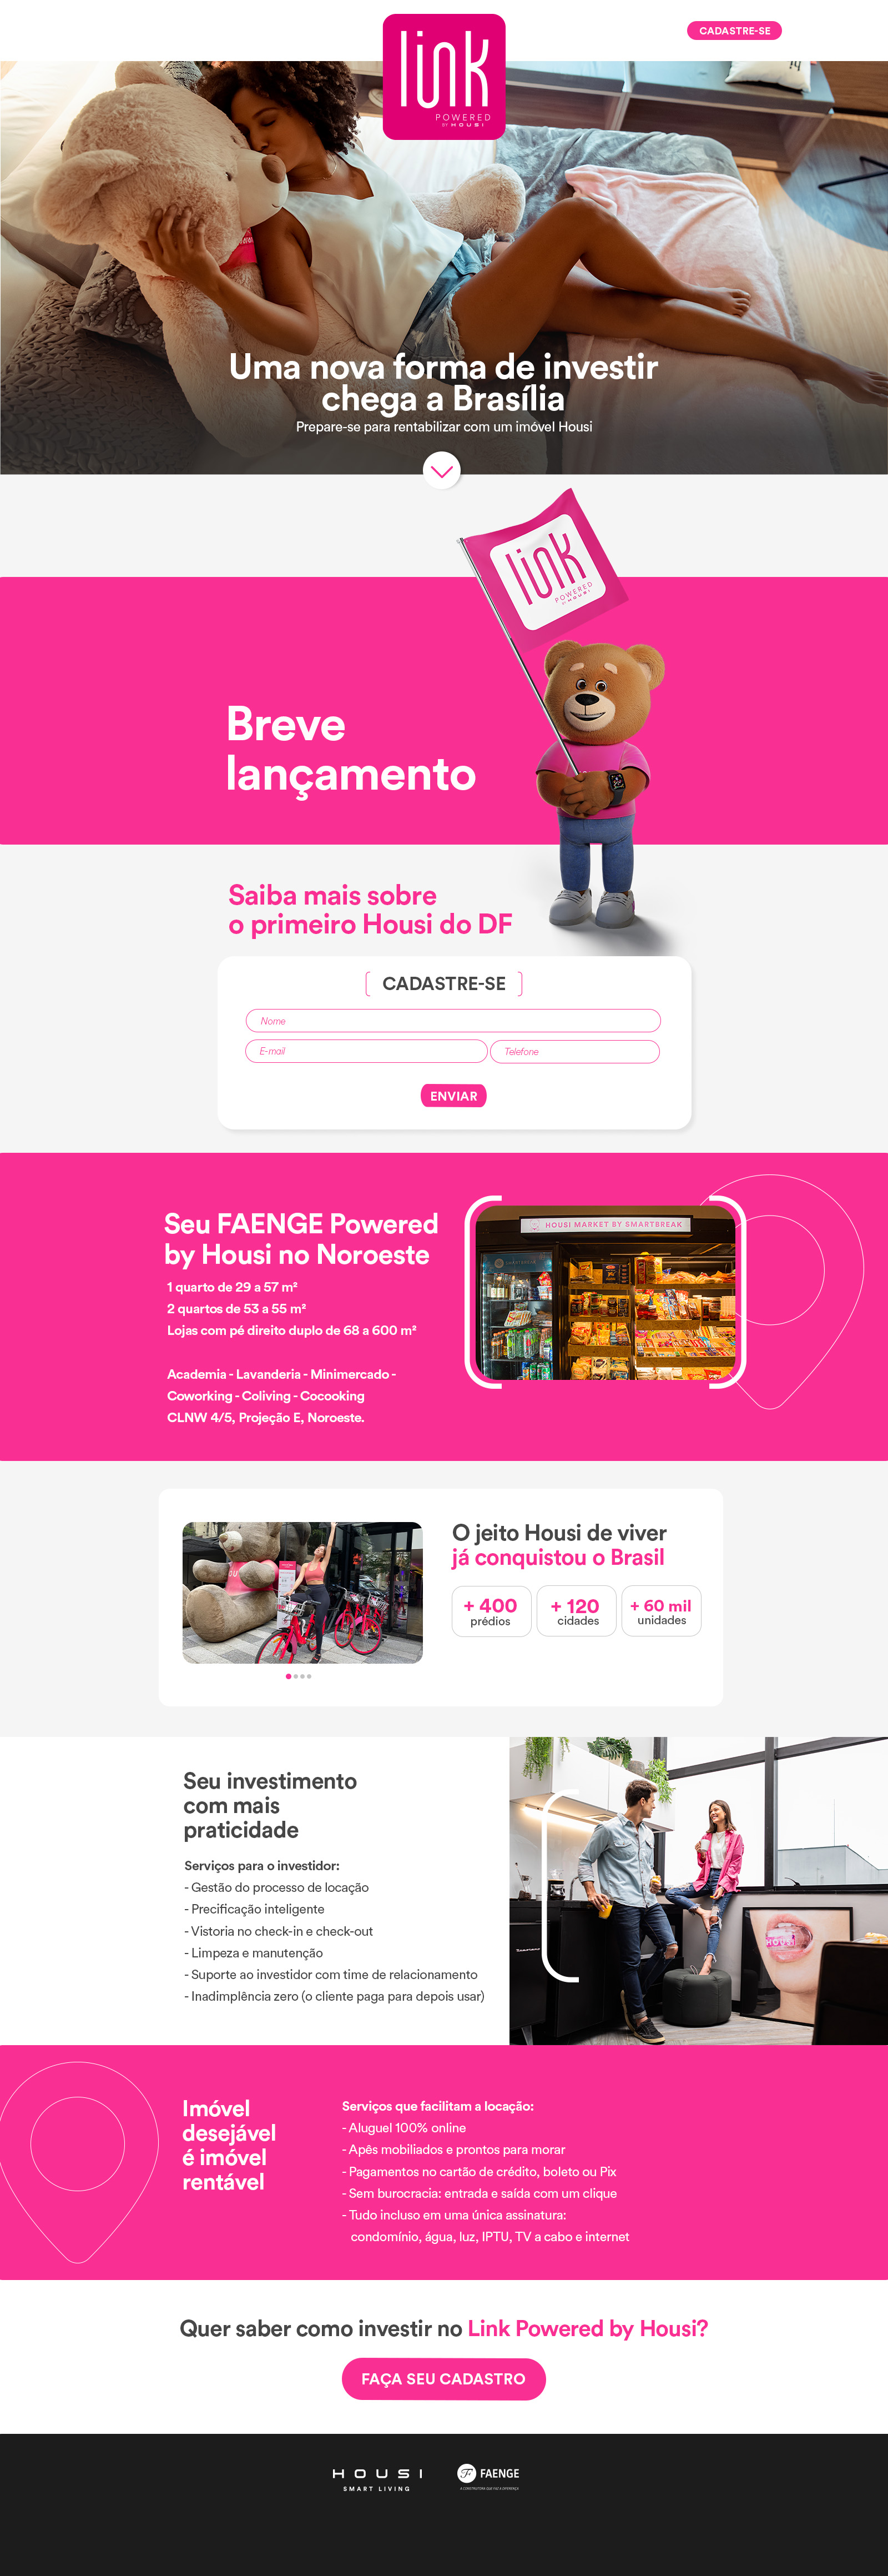 link
POWERED
BY HOUSI
CADASTRE-SE
Uma nova forma de investir
chega a Brasília
Prepare-se para rentabilizar com um imóvel Housi
link
POWERED
BY HOUSI
Breve
lançamento
Saiba mais sobre
o primeiro Housi do DF
CADASTRE-SE
Nome
E-mail
Telefone
ENVIAR
Seu FAENGE Powered
by Housi no Noroeste
1 quarto de 29 a 57 m²
2 quartos de 53 a 55 m²
Lojas com pé direito duplo de 68 a 600 m²
Academia - Lavanderia - Minimercado -
Coworking - Coliving - Cocooking
CLNW 4/5, Projeção E, Noroeste.
HOUSI MARKET BY SMARTBREAK
O jeito Housi de viver
já conquistou o Brasil
+ 400
prédios
+ 120
cidades
+ 60 mil
unidades
Seu investimento
com mais
praticidade
Serviços para o investidor:
- Gestão do processo de locação
- Precificação inteligente
- Vistoria no check-in e check-out
- Limpeza e manutenção
- Suporte ao investidor com time de relacionamento
- Inadimplência zero (o cliente paga para depois usar)
HOUSI
Imóvel
desejável
é imóvel
rentável
Serviços que facilitam a locação:
- Aluguel 100% online
- Apês mobiliados e prontos para morar
- Pagamentos no cartão de crédito, boleto ou Pix
- Sem burocracia: entrada e saída com um clique
- Tudo incluso em uma única assinatura:
condomínio, água, luz, IPTU, TV a cabo e internet
Quer saber como investir no Link Powered by Housi?
FAÇA SEU CADASTRO
HOUSI
SMART LIVING
F FAENGE
A CONSTRUTORA QUE FAZ A DIFERENÇA